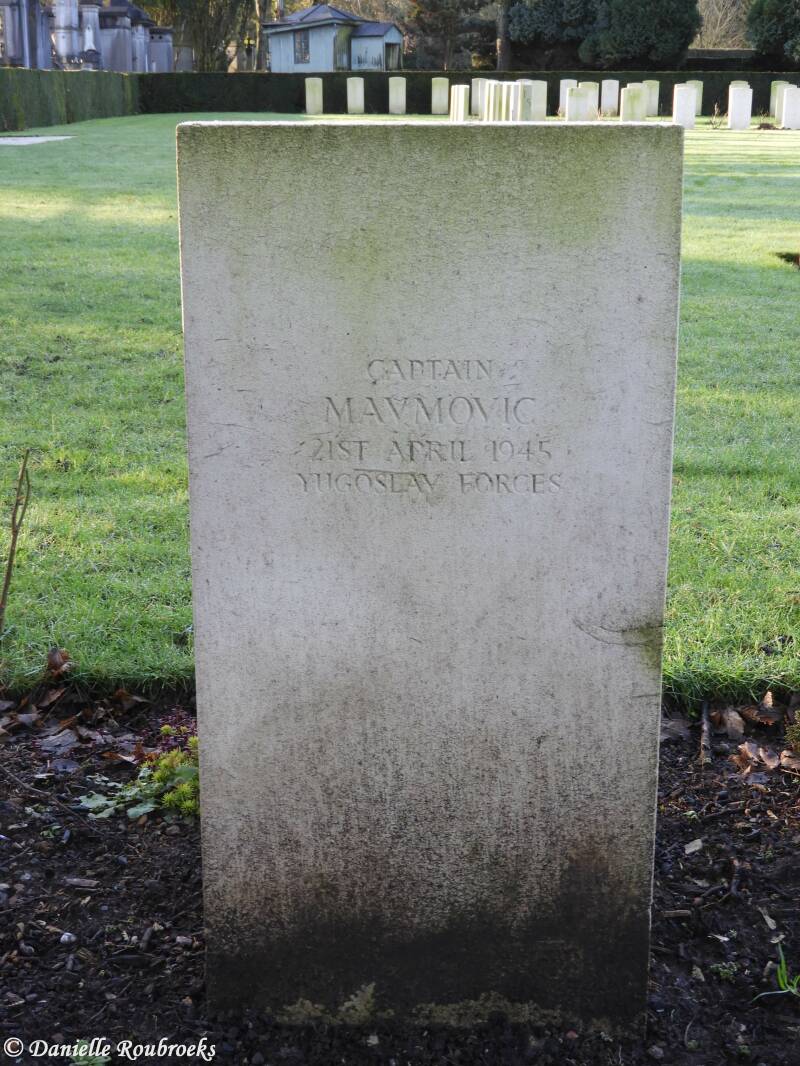 CAPTAIN
MAVMOVIC
21ST APRIL 1945
YUGOSLAV FORCES
© Danielle Roubroeks